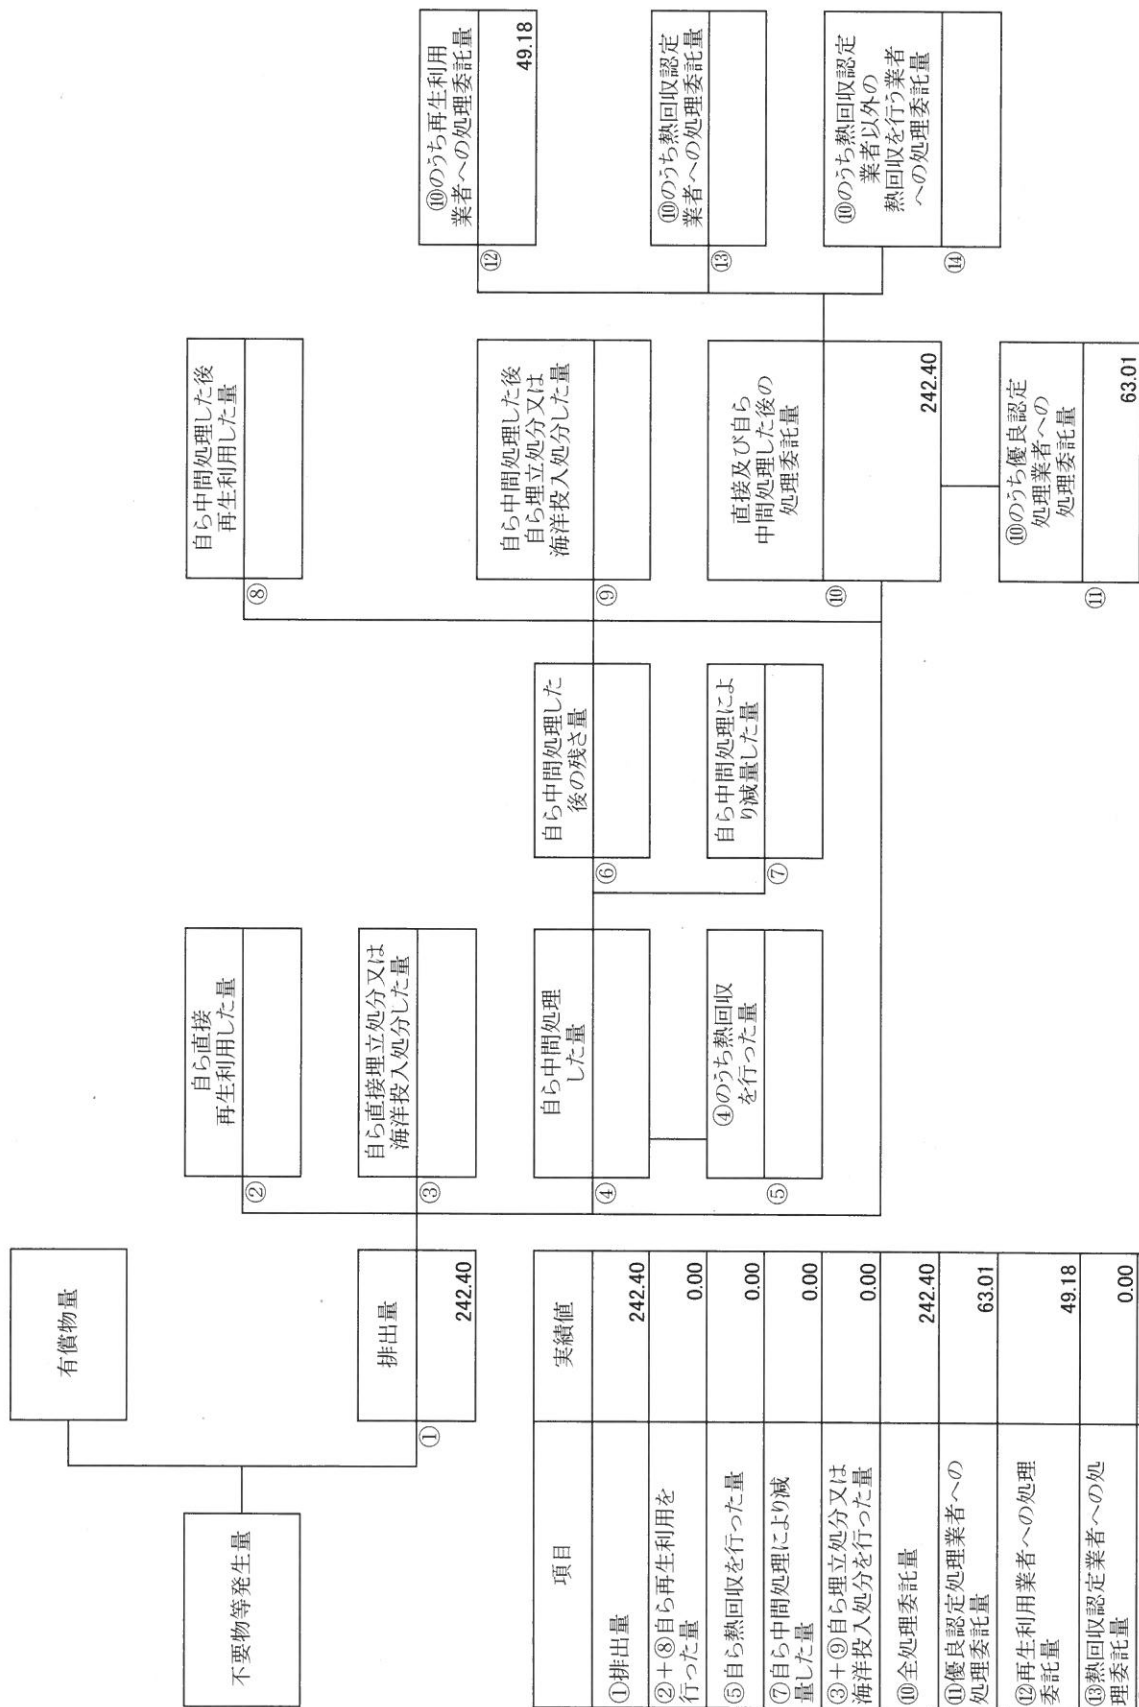 不要物等発生量
有償物量
排出量
①
242.40
自ら直接
再生利用した量
②
自ら直接埋立処分又は
海洋投入処分した量
③
自ら中間処理
した量
④
④のうち熱回収
を行った量
⑤
自ら中間処理した
後の残さ量
⑥
自ら中間処理によ
り減量した量
⑦
自ら中間処理した後
再生利用した量
⑧
自ら中間処理した後
自ら埋立処分又は
海洋投入処分した量
⑨
直接及び自ら
中間処理した後の
処理委託量
⑩
242.40
⑩のうち優良認定
処理業者への
処理委託量
⑪
63.01
⑩のうち再生利用
業者への処理委託量
⑫
49.18
⑩のうち熱回収認定
業者への処理委託量
⑬
⑩のうち熱回収認定
業者以外の
熱回収を行う業者
への処理委託量
⑭
項目 実績値
①排出量 242.40
②+⑧自ら再生利用を
行った量 0.00
⑤自ら熱回収を行った量 0.00
⑦自ら中間処理により減
量した量 0.00
③+⑨自ら埋立処分又は
海洋投入処分を行った量 0.00
⑩全処理委託量 242.40
⑪優良認定処理業者への
処理委託量 63.01
⑫再生利用業者への処理
委託量 49.18
⑬熱回収認定業者への処
理委託量 0.00